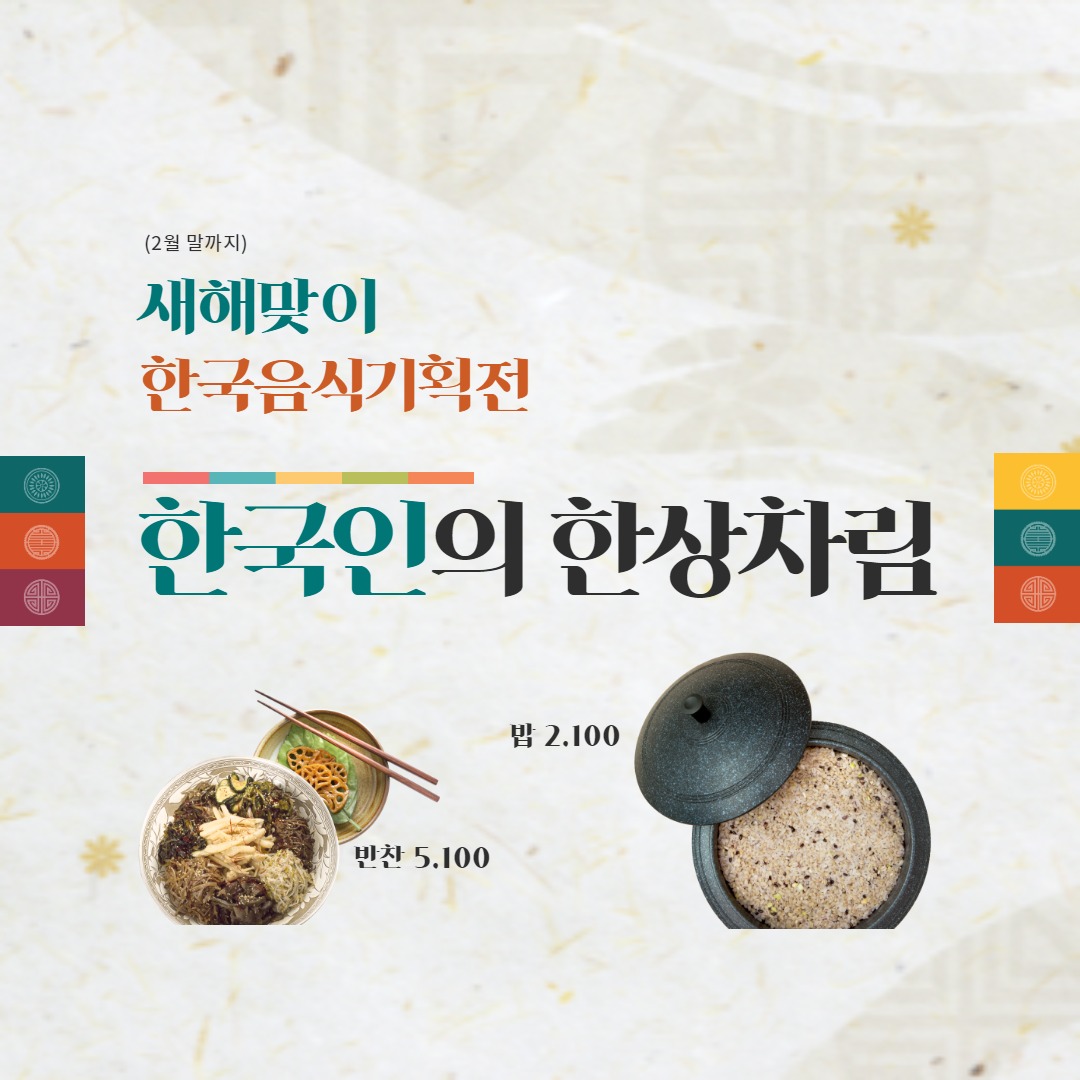 (2월 말까지)
새해맞이
한국음식기획전
한국인의 한상차림
밥 2,100
반찬 5,100